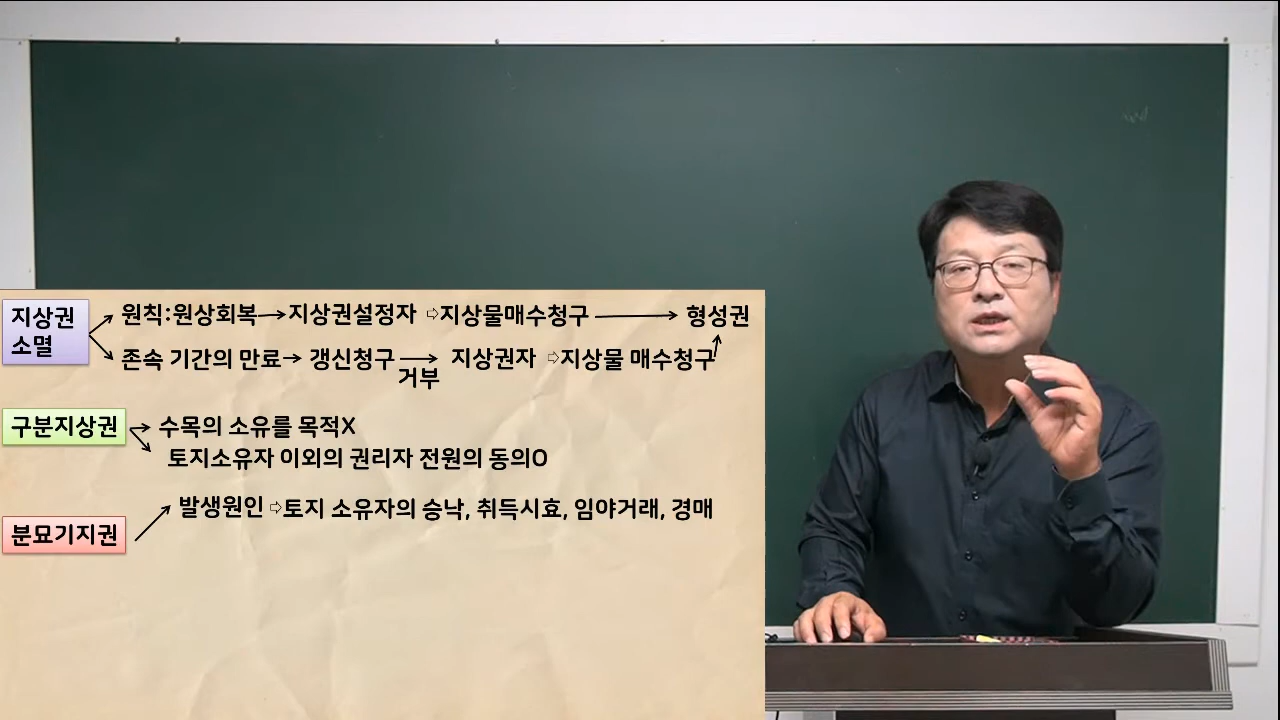 지상권
소멸
원칙:원상회복→지상권설정자 ⇨지상물매수청구 → 형성권
존속 기간의 만료→ 갱신청구 → 지상권자 ⇨지상물 매수청구
거부
구분지상권 → 수목의 소유를 목적X
토지소유자 이외의 권리자 전원의 동의O
발생원인⇨토지 소유자의 승낙, 취득시효, 임야거래, 경매
분묘기지권